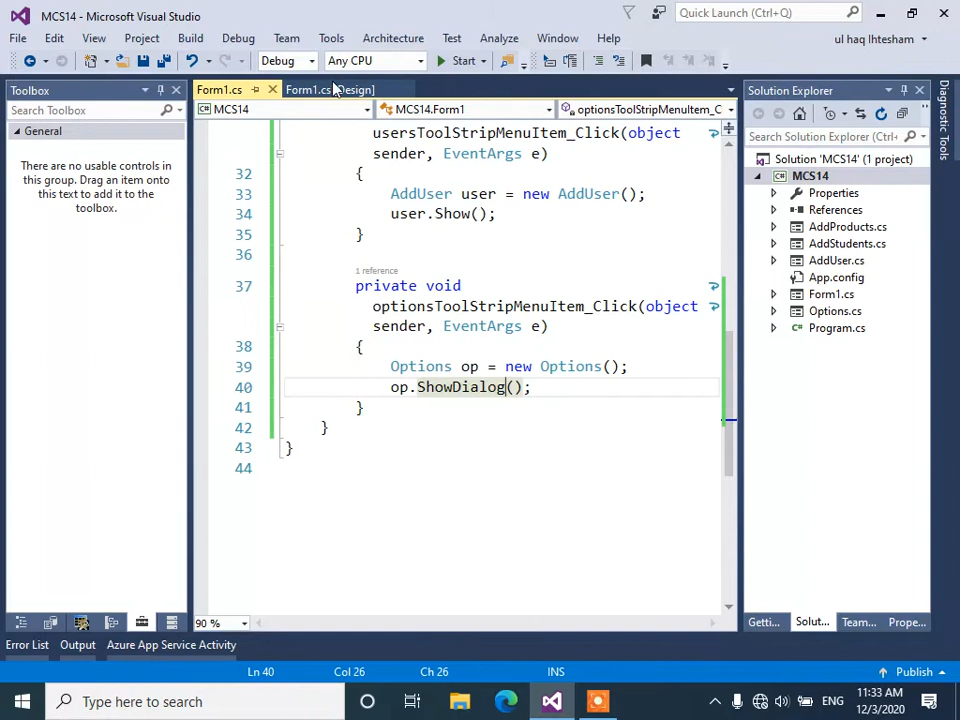 MCS14 - Microsoft Visual Studio
Quick Launch (Ctrl+Q)
File Edit View Project Build Debug Team Tools Architecture Test Analyze Window Help
ul haq Ihtesham
Debug Any CPU Start
Toolbox
Search Toolbox
General
There are no usable controls in
this group. Drag an item onto
this text to add it to the
toolbox.
Form1.cs
Form1.cs [Design]
MCS14
MCS14.Form1
optionsToolStripMenuItem_C
usersToolStripMenuItem_Click(object
sender, EventArgs e)
32 {
33 AddUser user = new AddUser();
34 user.Show();
35 }
36
1 reference
37 private void
optionsToolStripMenuItem_Click(object
sender, EventArgs e)
38 {
39 Options op = new Options();
40 op.ShowDialog();
41 }
42 }
43 }
44
90 %
Solution Explorer
Search Solution Explorer (Ctrl+
Solution 'MCS14' (1 project)
MCS14
Properties
References
AddProducts.cs
AddStudents.cs
AddUser.cs
App.config
Form1.cs
Options.cs
Program.cs
Getti... Solut... Team... Prope...
Diagnostic Tools
Error List Output Azure App Service Activity
Ln 40 Col 26 Ch 26 INS Publish
Type here to search
ENG
11:33 AM
12/3/2020